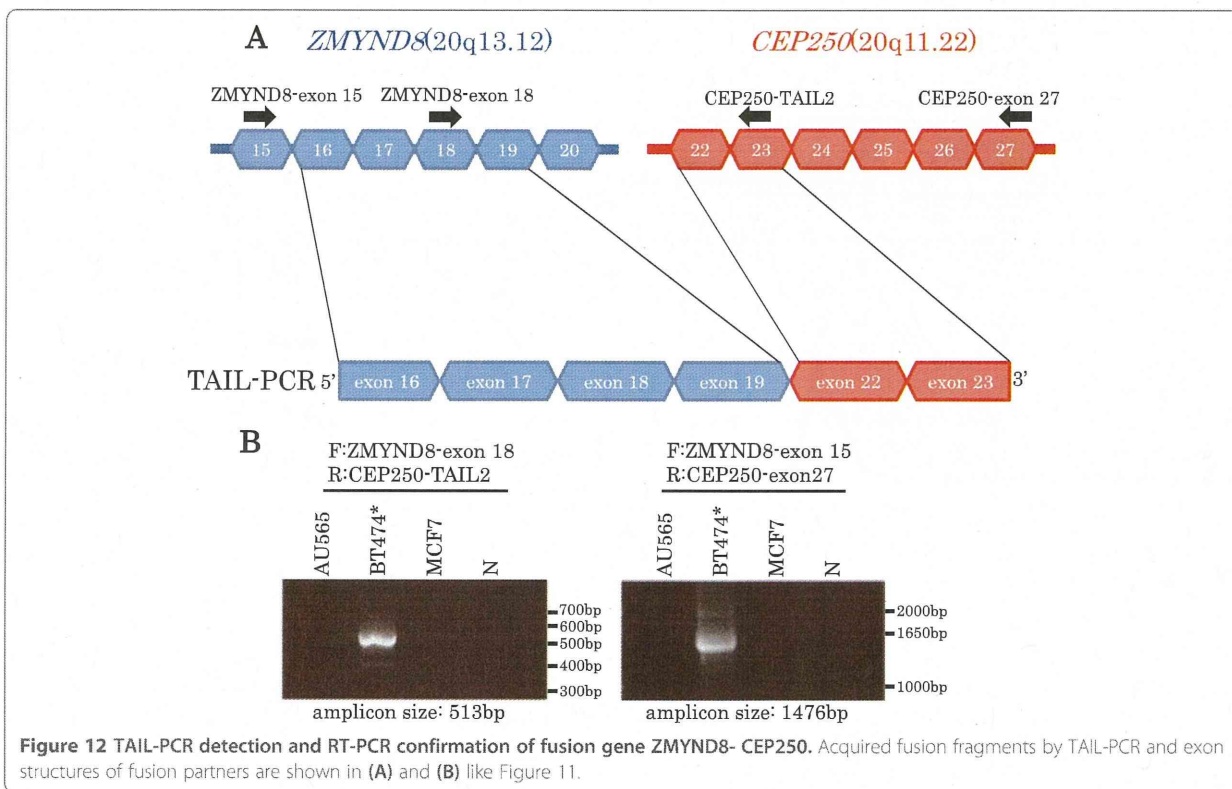 A
ZMYND8(20q13.12)
CEP250(20q11.22)
ZMYND8-exon 15
ZMYND8-exon 18
CEP250-TAIL2
CEP250-exon 27
15 16 17 18 19 20
22 23 24 25 26 27
TAIL-PCR 5’ exon 16 exon 17 exon 18 exon 19 exon 22 exon 23 3’
B
F:ZMYND8-exon 18
R:CEP250-TAIL2
AU565
BT474*
MCF7
N
700bp
600bp
500bp
400bp
300bp
amplicon size: 513bp
F:ZMYND8-exon 15
R:CEP250-exon27
AU565
BT474*
MCF7
N
2000bp
1650bp
1000bp
amplicon size: 1476bp
Figure 12 TAIL-PCR detection and RT-PCR confirmation of fusion gene ZMYND8- CEP250. Acquired fusion fragments by TAIL-PCR and exon
structures of fusion partners are shown in (A) and (B) like Figure 11.